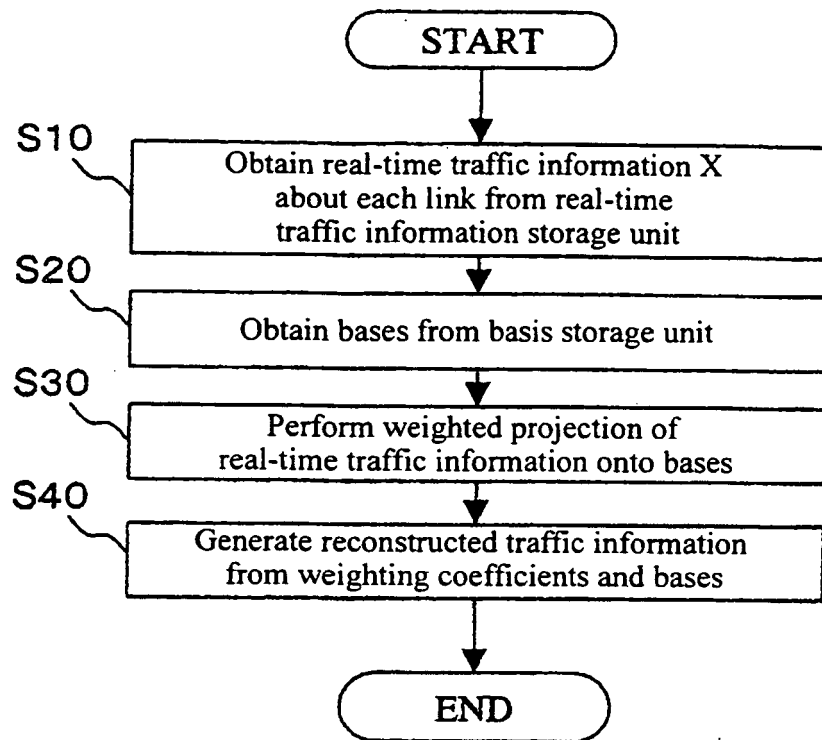 START
S10
Obtain real-time traffic information X
about each link from real-time
traffic information storage unit
S20
Obtain bases from basis storage unit
S30
Perform weighted projection of
real-time traffic information onto bases
S40
Generate reconstructed traffic information
from weighting coefficients and bases
END